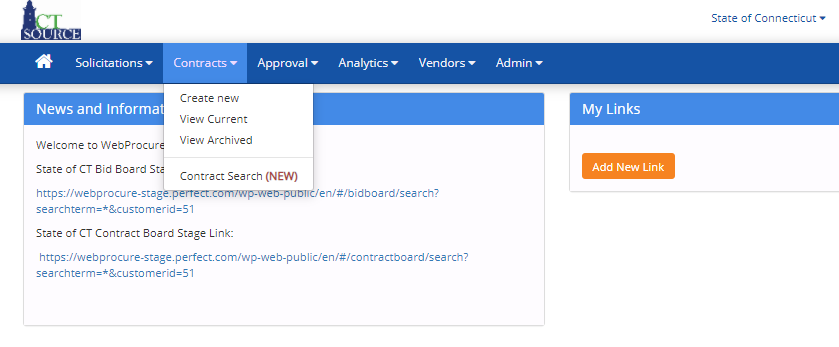 CT
SOURCE
State of Connecticut
Solicitations Contracts Approval Analytics Vendors Admin
Create new
View Current
View Archived
Contract Search (NEW)
News and Informat
Welcome to WebProcure
State of CT Bid Board Sta
https://webprocure-stage.perfect.com/wp-web-public/en/#/bidboard/search?
searchterm=*&customerid=51
State of CT Contract Board Stage Link:
https://webprocure-stage.perfect.com/wp-web-public/en/#/contractboard/search?
searchterm=*&customerid=51
My Links
Add New Link